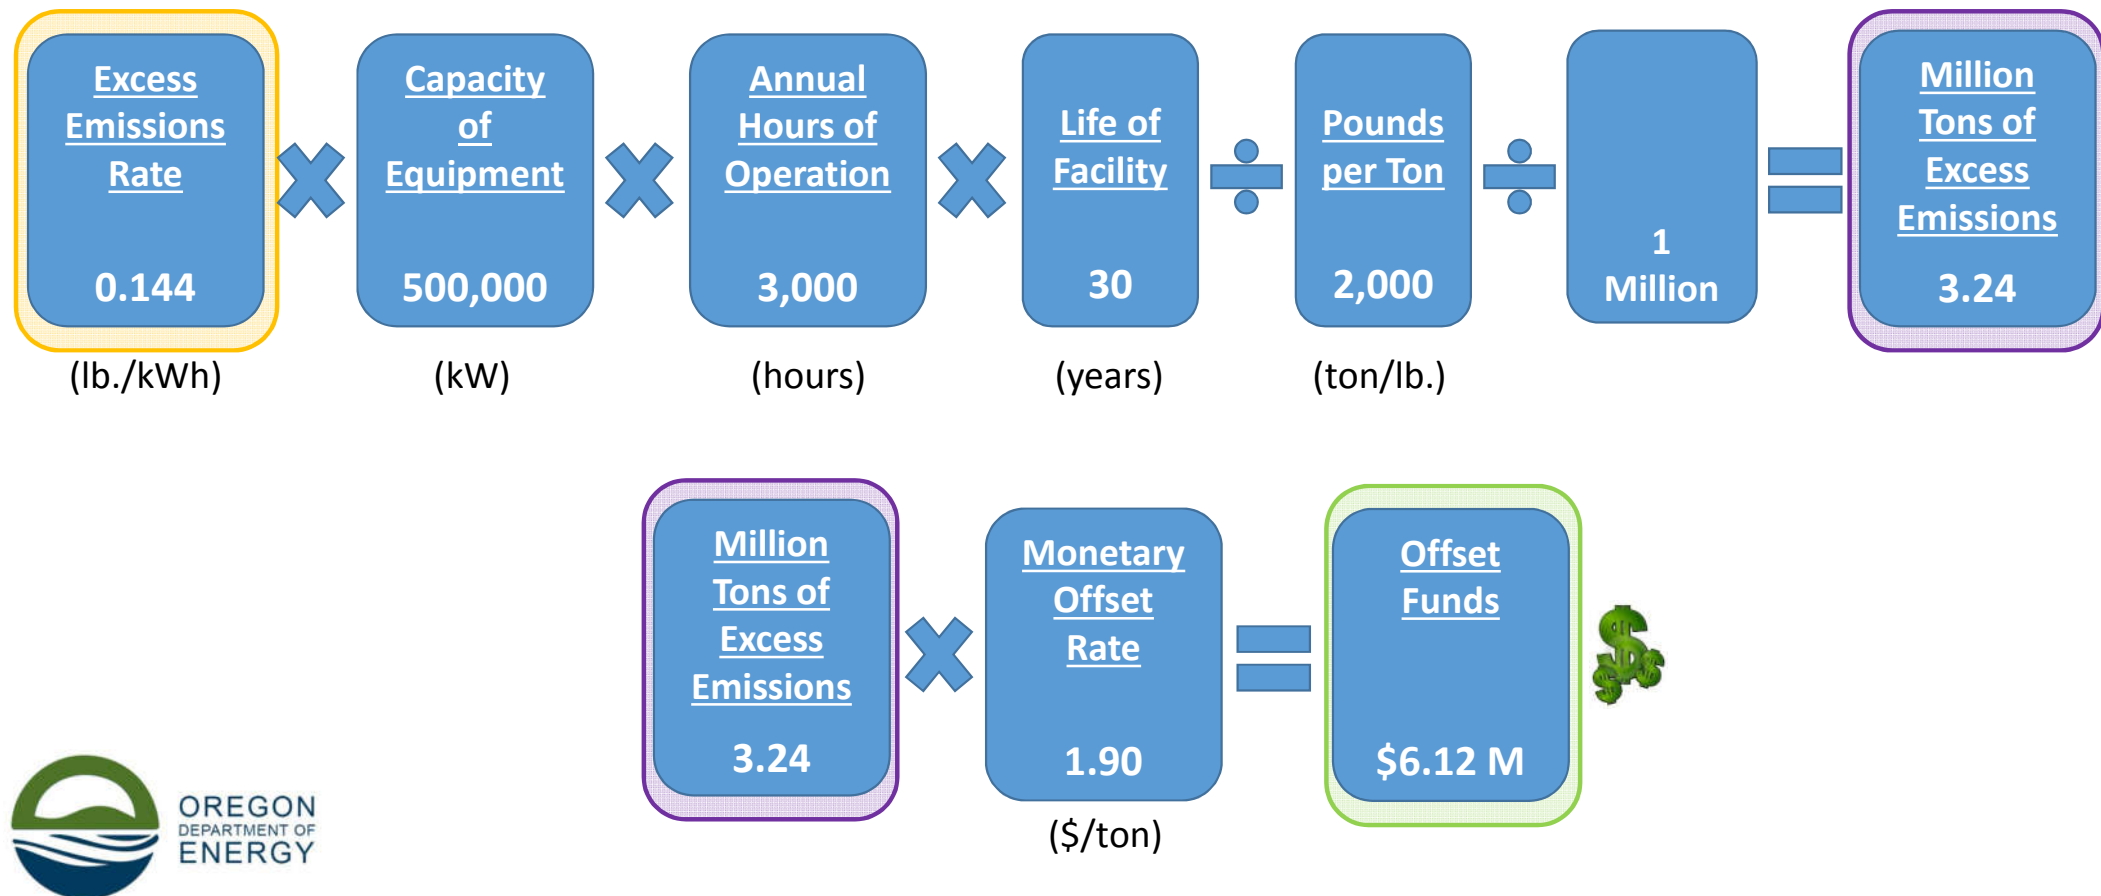 Excess
Emissions
Rate
0.144
(lb./kWh)
Capacity
of
Equipment
500,000
(kW)
Annual
Hours of
Operation
3,000
(hours)
Life of
Facility
30
(years)
Pounds
per Ton
2,000
(ton/lb.)
1
Million
Million
Tons of
Excess
Emissions
3.24
Million
Tons of
Excess
Emissions
3.24
Monetary
Offset
Rate
1.90
($/ton)
Offset
Funds
$6.12 M
OREGON
DEPARTMENT OF
ENERGY